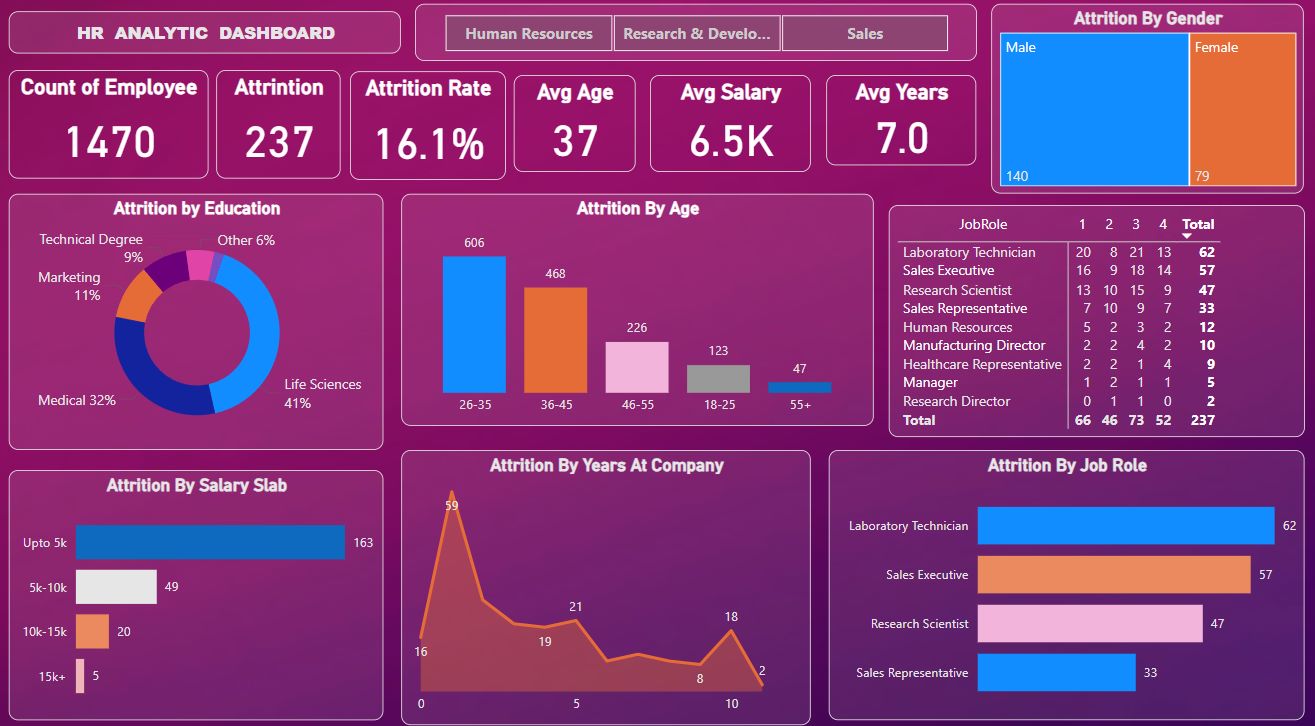 HR ANALYTIC DASHBOARD
Human Resources
Research & Develo...
Sales
Attrition By Gender
Male
Female
140
79
Count of Employee
1470
Attrintion
237
Attrition Rate
16.1%
Avg Age
37
Avg Salary
6.5K
Avg Years
7.0
Attrition by Education
Technical Degree
9%
Other 6%
Marketing
11%
Medical 32%
Life Sciences
41%
Attrition By Age
606
468
226
123
47
26-35
36-45
46-55
18-25
55+
JobRole 1 2 3 4 Total
Laboratory Technician 20 8 21 13 62
Sales Executive 16 9 18 14 57
Research Scientist 13 10 15 9 47
Sales Representative 7 10 9 7 33
Human Resources 5 2 3 2 12
Manufacturing Director 2 2 4 2 10
Healthcare Representative 2 2 1 4 9
Manager 1 2 1 1 5
Research Director 0 1 1 0 2
Total 66 46 73 52 237
Attrition By Salary Slab
Upto 5k 163
5k-10k 49
10k-15k 20
15k+ 5
Attrition By Years At Company
59
16
19
21
8
18
2
0
5
10
Attrition By Job Role
Laboratory Technician 62
Sales Executive 57
Research Scientist 47
Sales Representative 33